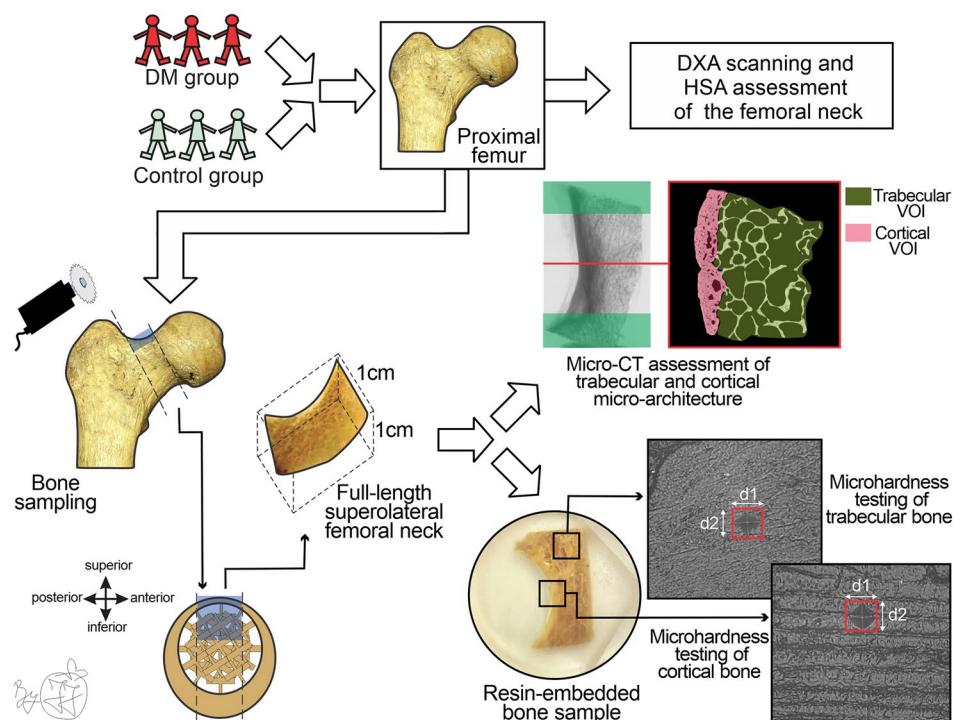 DM group
Control group
Proximal
femur
DXA scanning and
HSA assessment
of the femoral neck
Trabecular
VOI
Cortical
VOI
Micro-CT assessment of
trabecular and cortical
micro-architecture
Bone
sampling
1cm
1cm
Full-length
superolateral
femoral neck
superior
posterior
anterior
inferior
d1
d2
Microhardness
testing of
trabecular bone
d1
d2
Microhardness
testing of
cortical bone
Resin-embedded
bone sample
By